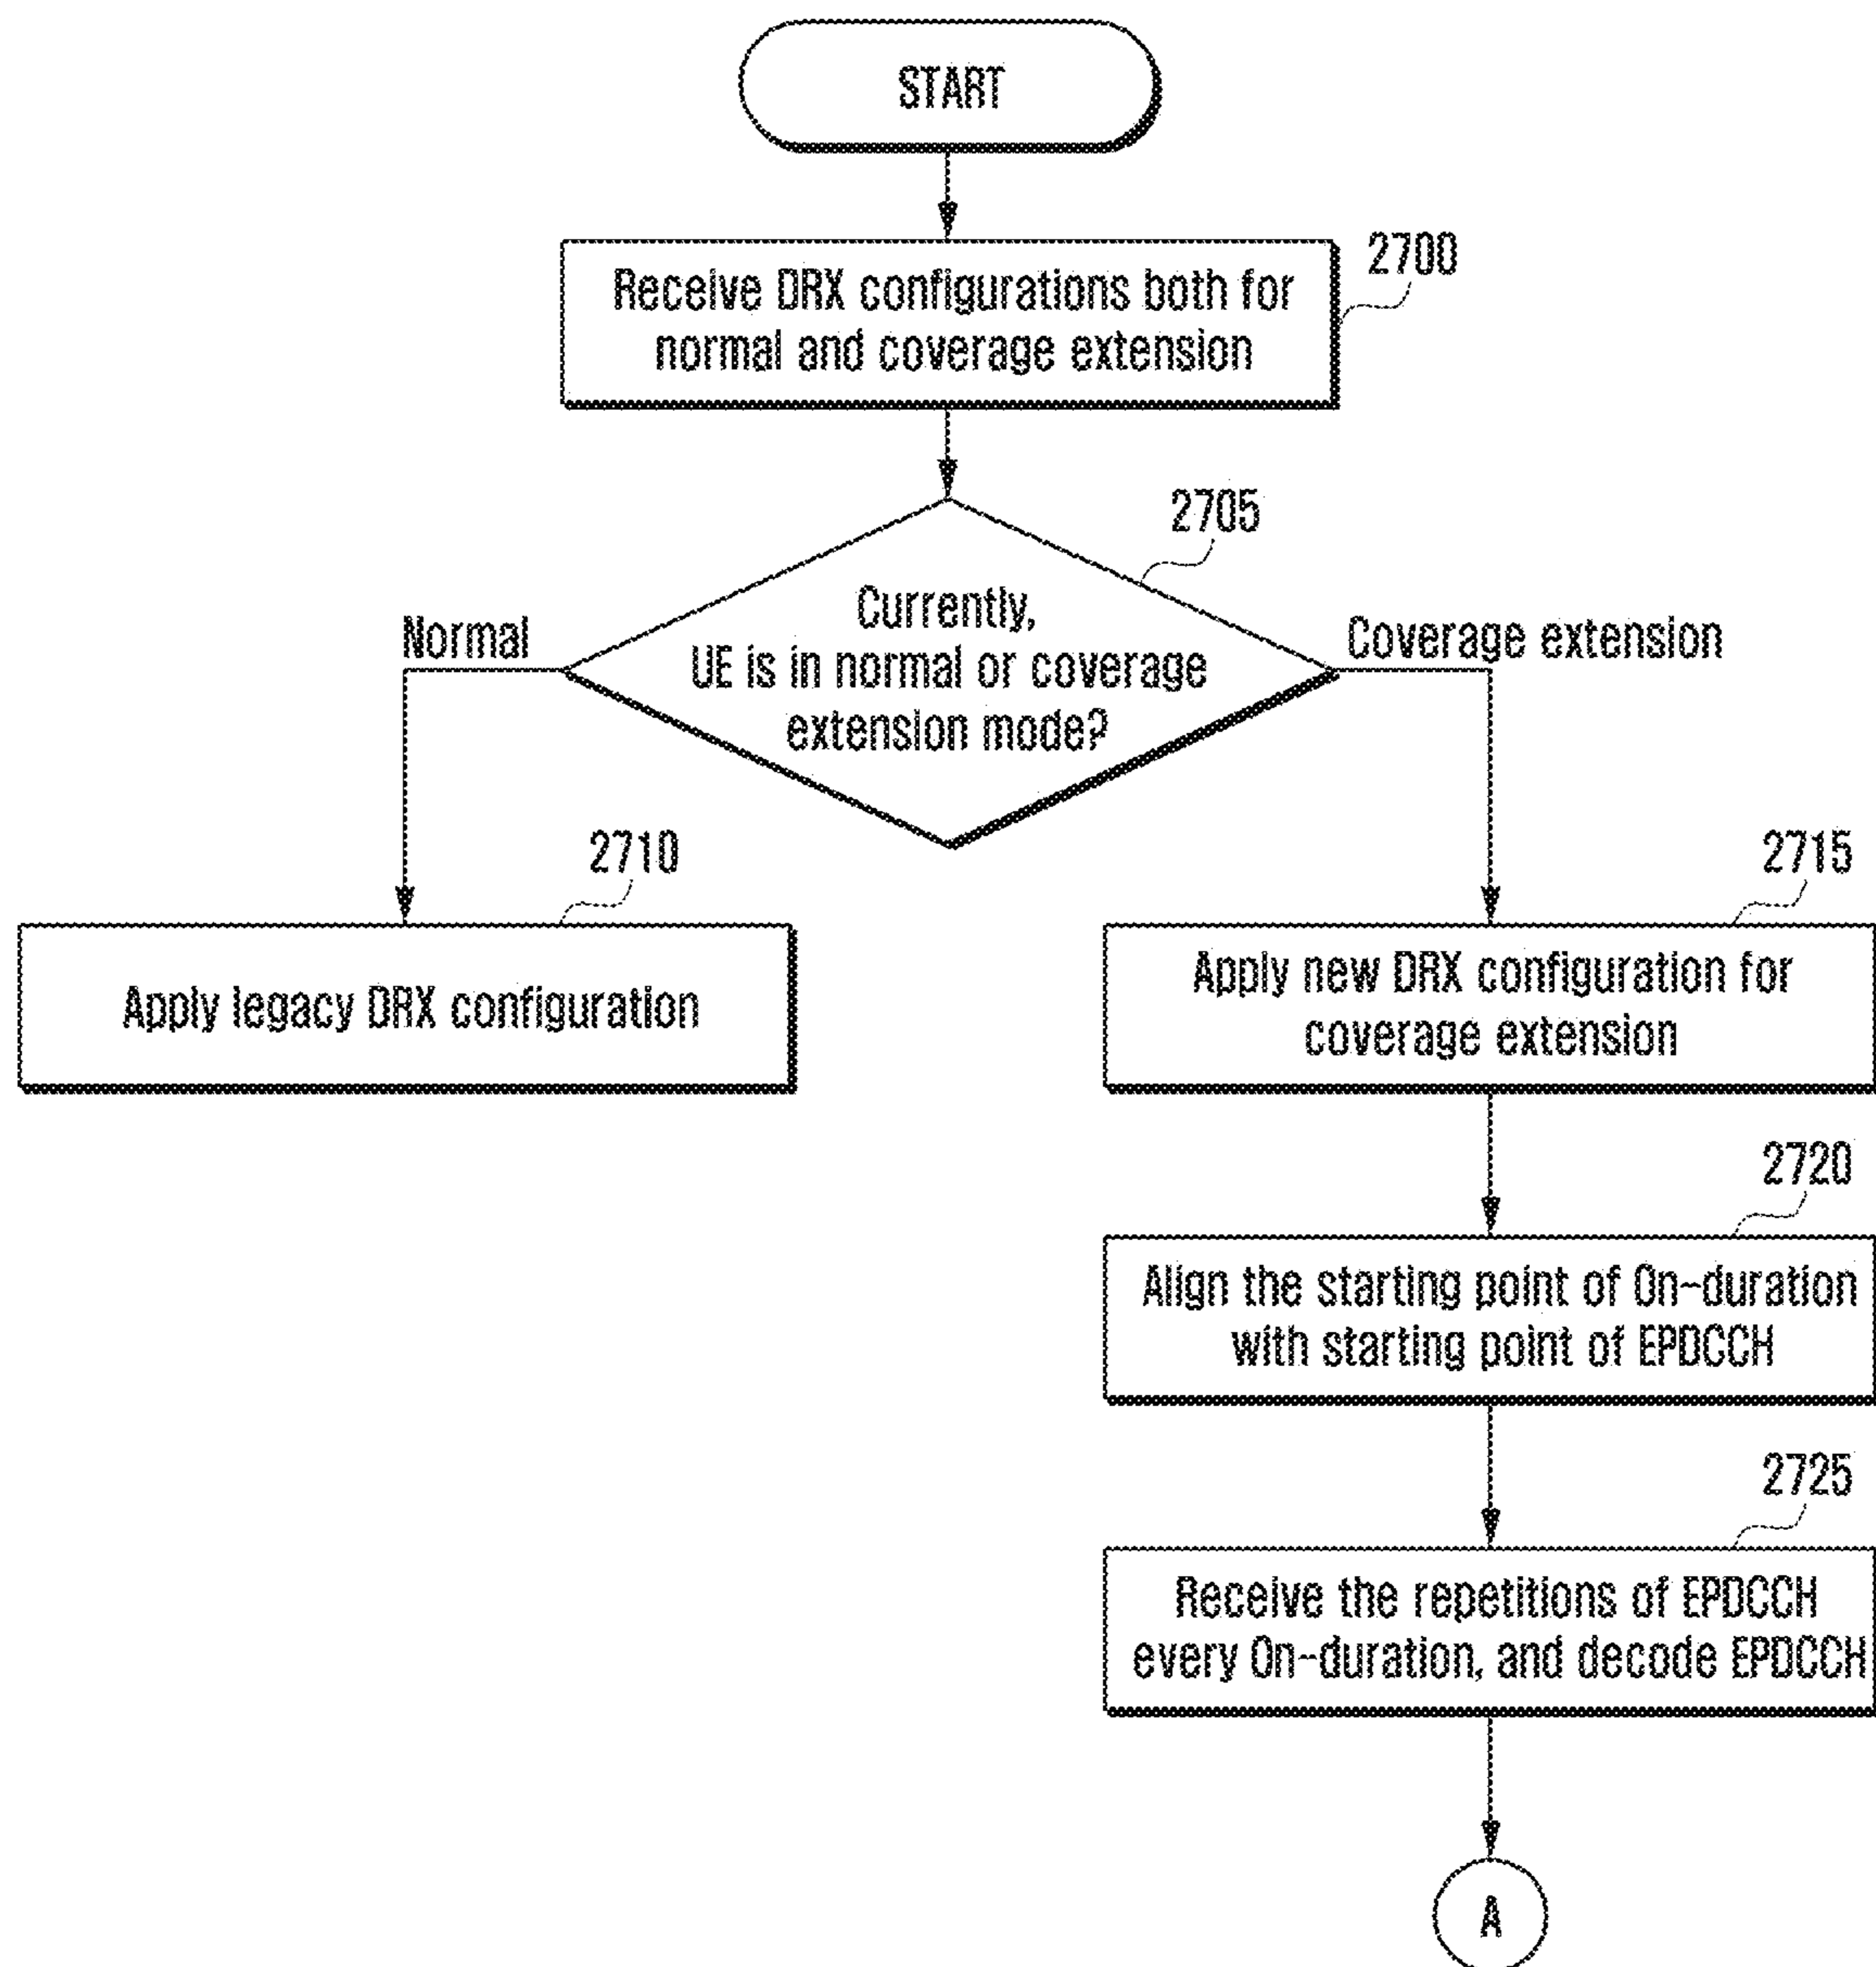 START
2700
Receive DRX configurations both for
normal and coverage extension
2705
Currently,
UE is in normal or coverage
extension mode?
Normal
Coverage extension
2710
Apply legacy DRX configuration
2715
Apply new DRX configuration for
coverage extension
2720
Align the starting point of On-duration
with starting point of EPDCCH
2725
Receive the repetitions of EPDCCH
every On-duration, and decode EPDCCH
A